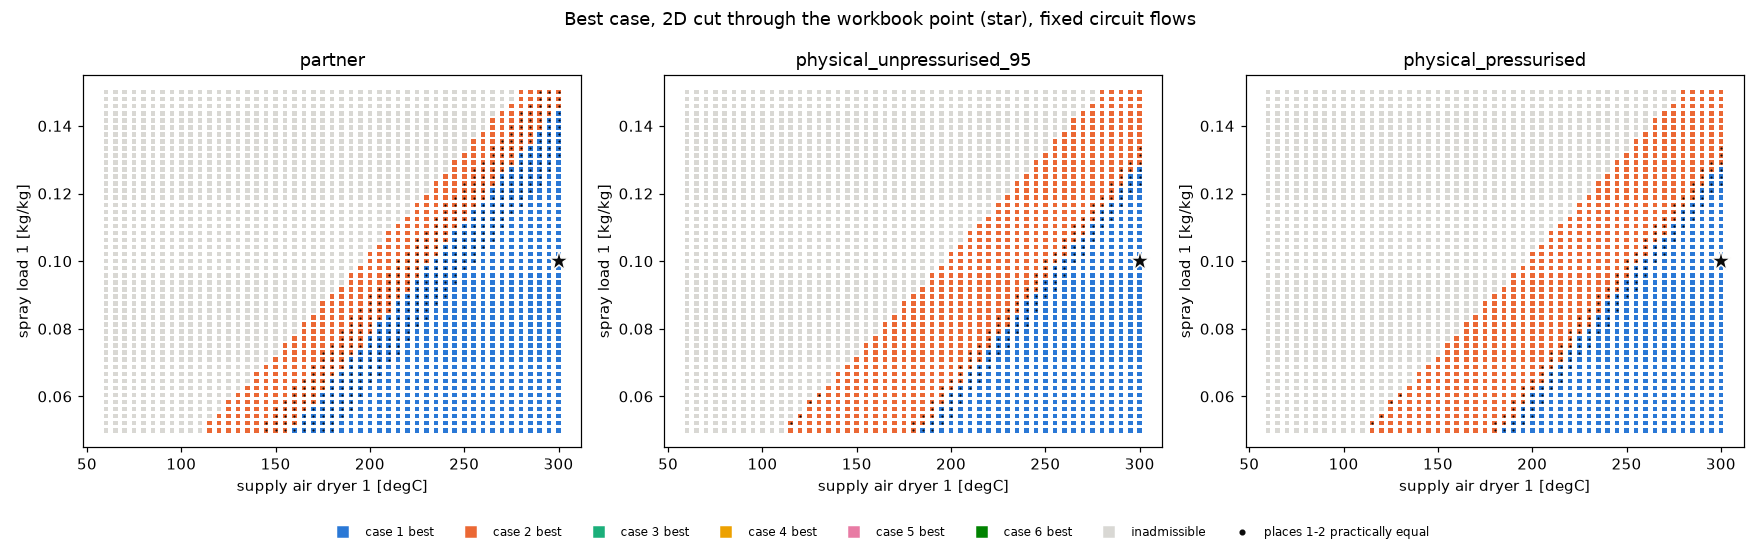 Best case, 2D cut through the workbook point (star), fixed circuit flows
partner
physical_unpressurised_95
physical_pressurised
spray load 1 [kg/kg]
0.14
0.12
0.10
0.08
0.06
50 100 150 200 250 300
supply air dryer 1 [degC]
spray load 1 [kg/kg]
0.14
0.12
0.10
0.08
0.06
50 100 150 200 250 300
supply air dryer 1 [degC]
spray load 1 [kg/kg]
0.14
0.12
0.10
0.08
0.06
50 100 150 200 250 300
supply air dryer 1 [degC]
case 1 best case 2 best case 3 best case 4 best case 5 best case 6 best inadmissible places 1-2 practically equal